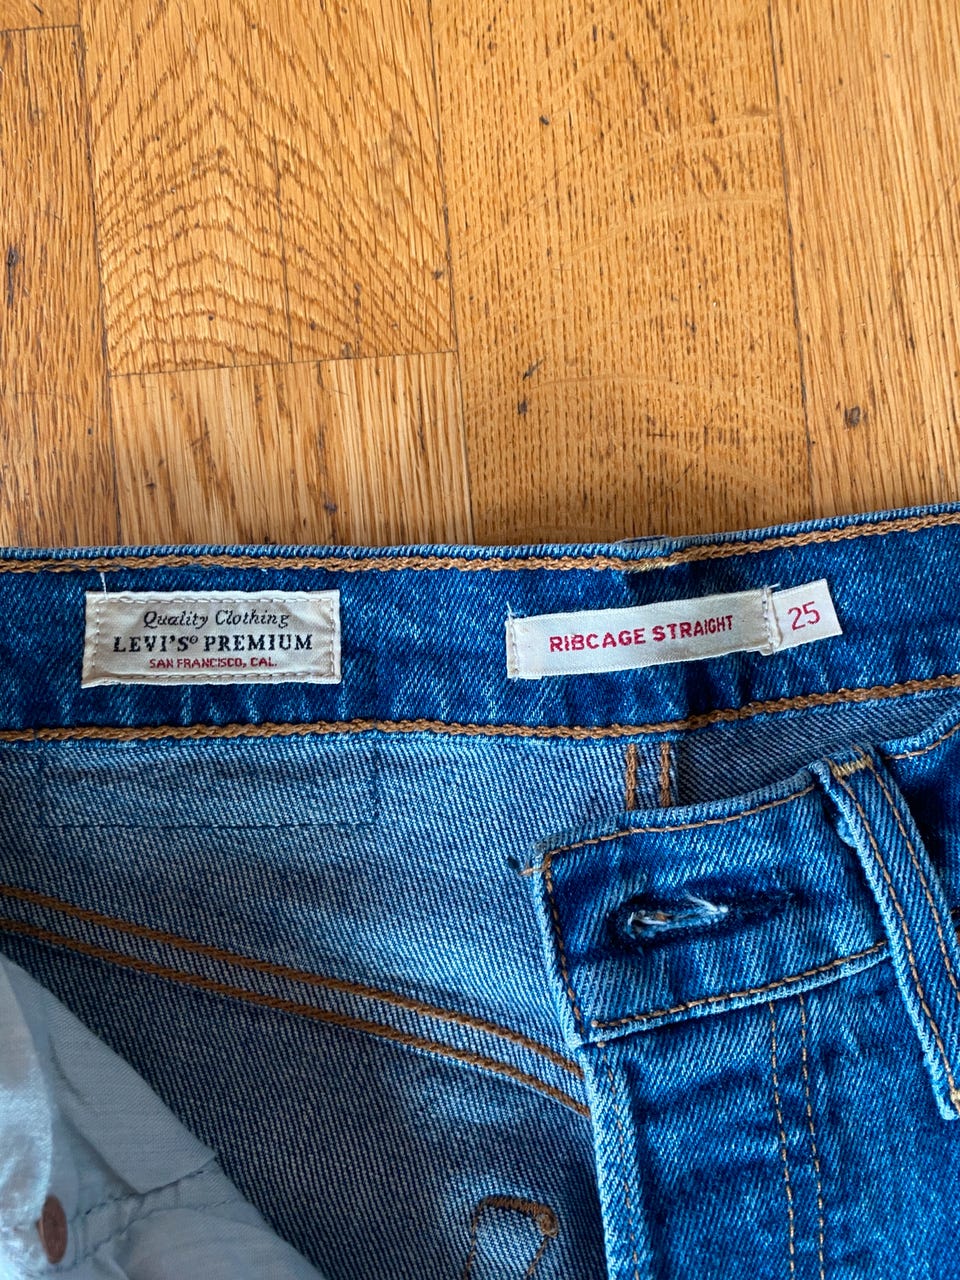 Quality Clothing
LEVI'S® PREMIUM
SAN FRANCISCO, CAL.
RIBCAGE STRAIGHT
25